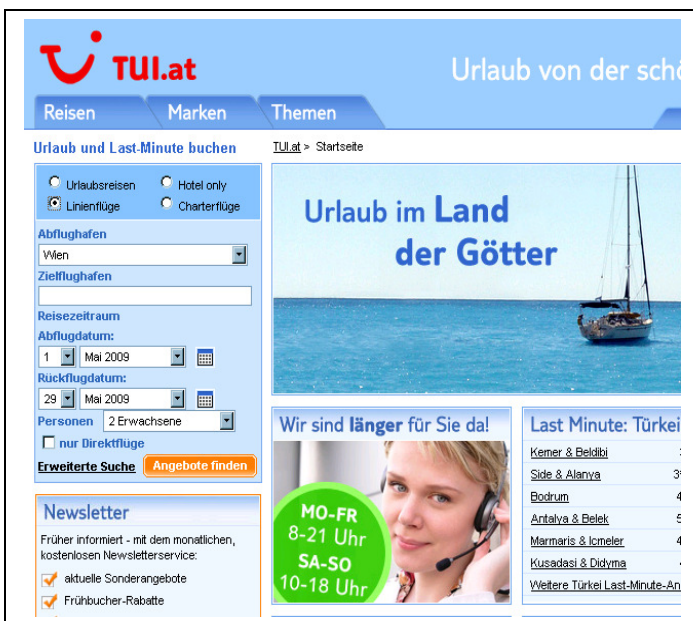 TUI.at
Urlaub von der schö
Reisen Marken Themen
Urlaub und Last-Minute buchen
TUI.at > Startseite
Urlaubsreisen Hotel only
Linienflüge Charterflüge
Abflughafen
Wien
Zielflughafen
Reisezeitraum
Abflugdatum:
1 Mai 2009
Rückflugdatum:
29 Mai 2009
Personen 2 Erwachsene
nur Direktflüge
Erweiterte Suche Angebote finden
Urlaub im Land
der Götter
Newsletter
Früher informiert - mit dem monatlichen,
kostenlosen Newsletterservice:
aktuelle Sonderangebote
Frühbucher-Rabatte
Wir sind länger für Sie da!
MO-FR
8-21 Uhr
SA-SO
10-18 Uhr
Last Minute: Türkei
Kemer & Beldibi
Side & Alanya
Bodrum 4
Antalya & Belek 5
Marmaris & Icmeler 4
Kusadasi & Didyma
Weitere Türkei Last-Minute-An